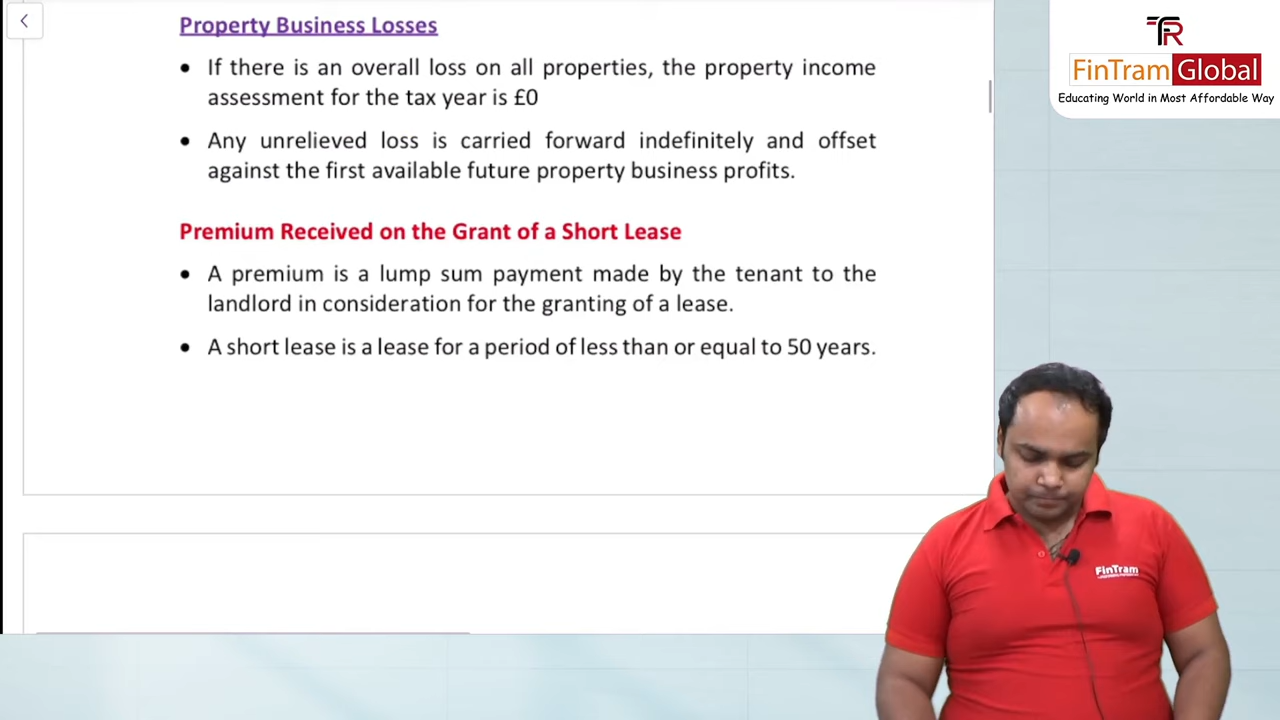 Property Business Losses
• If there is an overall loss on all properties, the property income
assessment for the tax year is £0
• Any unrelieved loss is carried forward indefinitely and offset
against the first available future property business profits.
Premium Received on the Grant of a Short Lease
• A premium is a lump sum payment made by the tenant to the
landlord in consideration for the granting of a lease.
• A short lease is a lease for a period of less than or equal to 50 years.
FinTram Global
Educating World in Most Affordable Way
FinTram